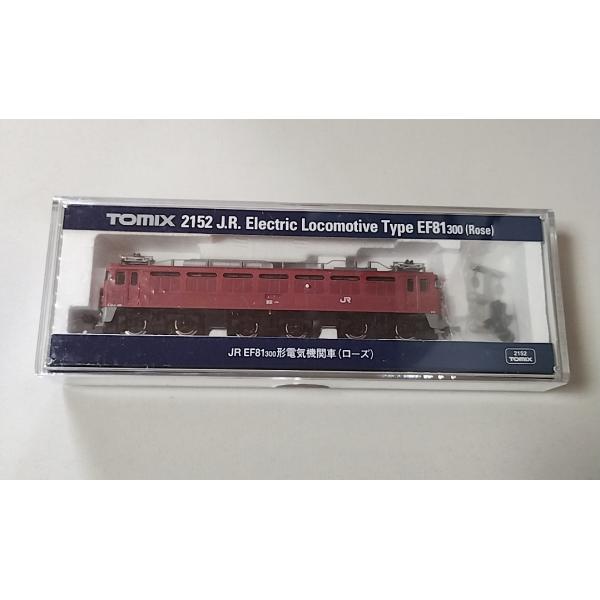 TOMIX 2152 J.R. Electric Locomotive Type EF81300 (Rose)
JR
JR EF81300形電気機関車(ローズ)
2152
TOMIX